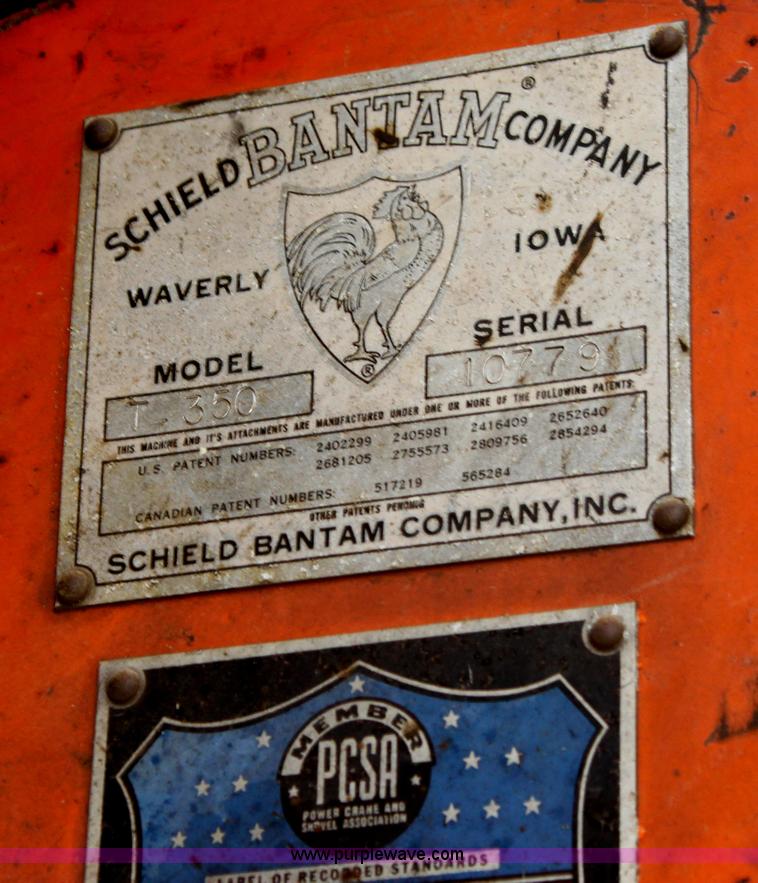 SCHIELD BANTAM® COMPANY
WAVERLY IOWA
®
MODEL SERIAL
T-350 10779
THIS MACHINE AND IT'S ATTACHMENTS ARE MANUFACTURED UNDER ONE OR MORE OF THE FOLLOWING PATENTS:
U.S. PATENT NUMBERS: 2402299 2405981 2416409 2652640
2681205 2755573 2809756 2854294
CANADIAN PATENT NUMBERS: 517219 565284
OTHER PATENTS PENDING
SCHIELD BANTAM COMPANY, INC.
MEMBER
PCSA
POWER CRANE AND
SHOVEL ASSOCIATION
www.purplewave.com
LABEL OF RECORDED STANDARDS